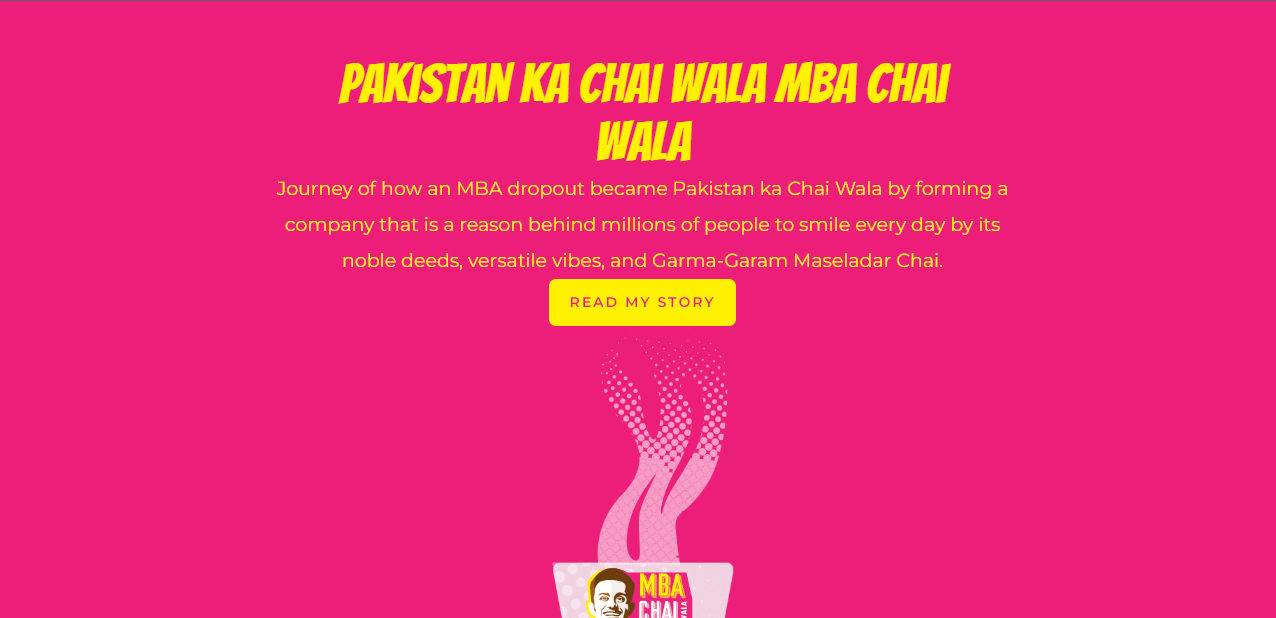 PAKISTAN KA CHAI WALA MBA CHAI
WALA
Journey of how an MBA dropout became Pakistan ka Chai Wala by forming a
company that is a reason behind millions of people to smile every day by its
noble deeds, versatile vibes, and Garma-Garam Maseladar Chai.
READ MY STORY
MBA
CHAI
WALA